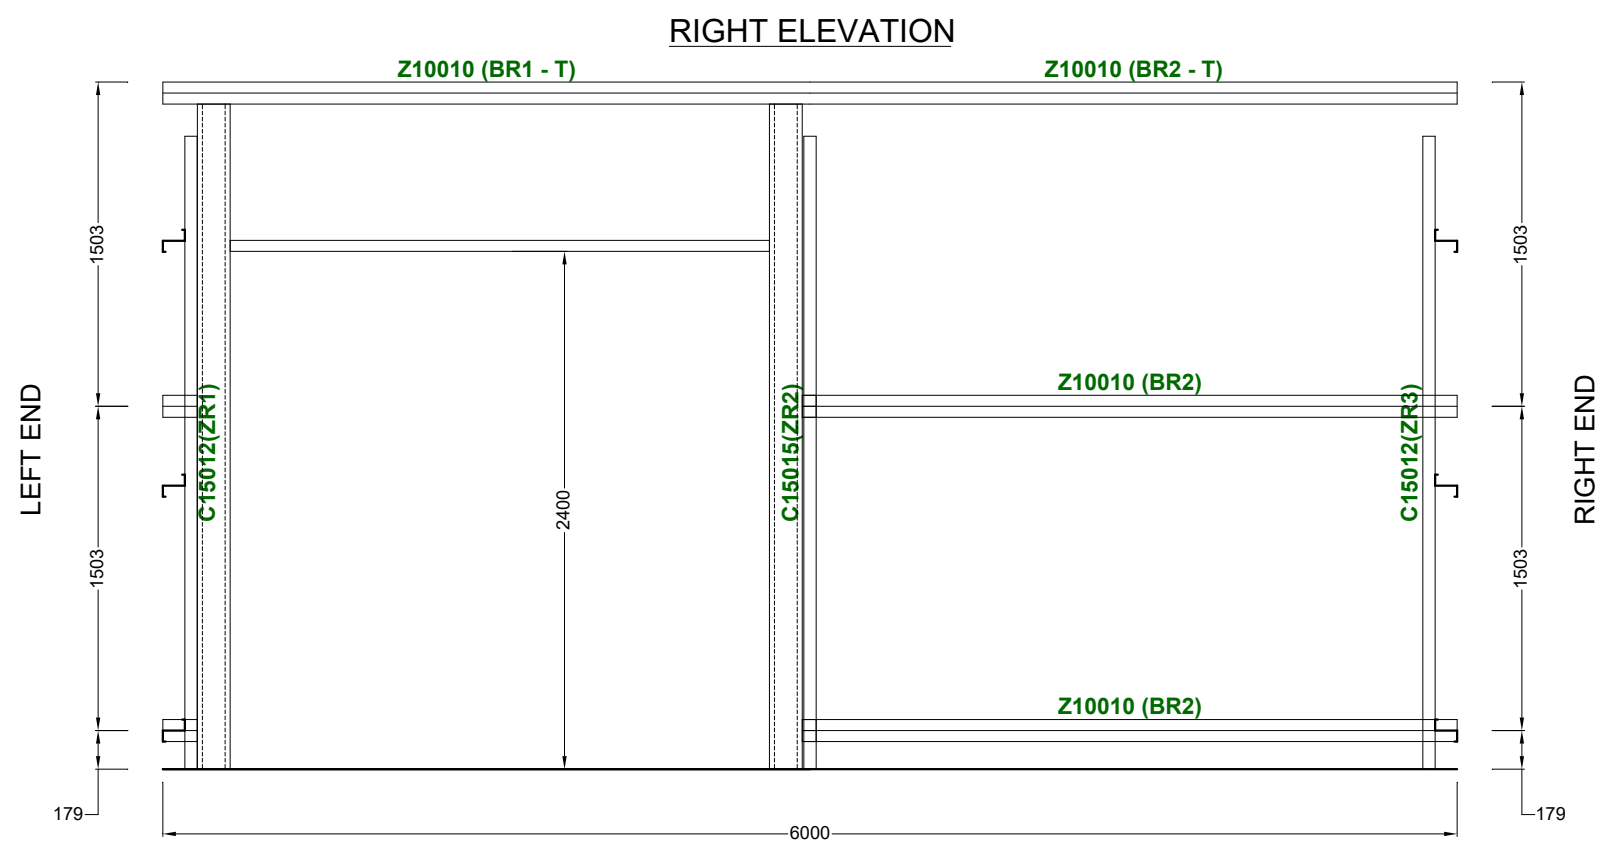 RIGHT ELEVATION
Z10010 (BR1 - T)
Z10010 (BR2 - T)
1503
1503
LEFT END
C15012(ZR1)
C15015(ZR2)
Z10010 (BR2)
C15012(ZR3)
RIGHT END
2400
1503
1503
Z10010 (BR2)
179
179
6000